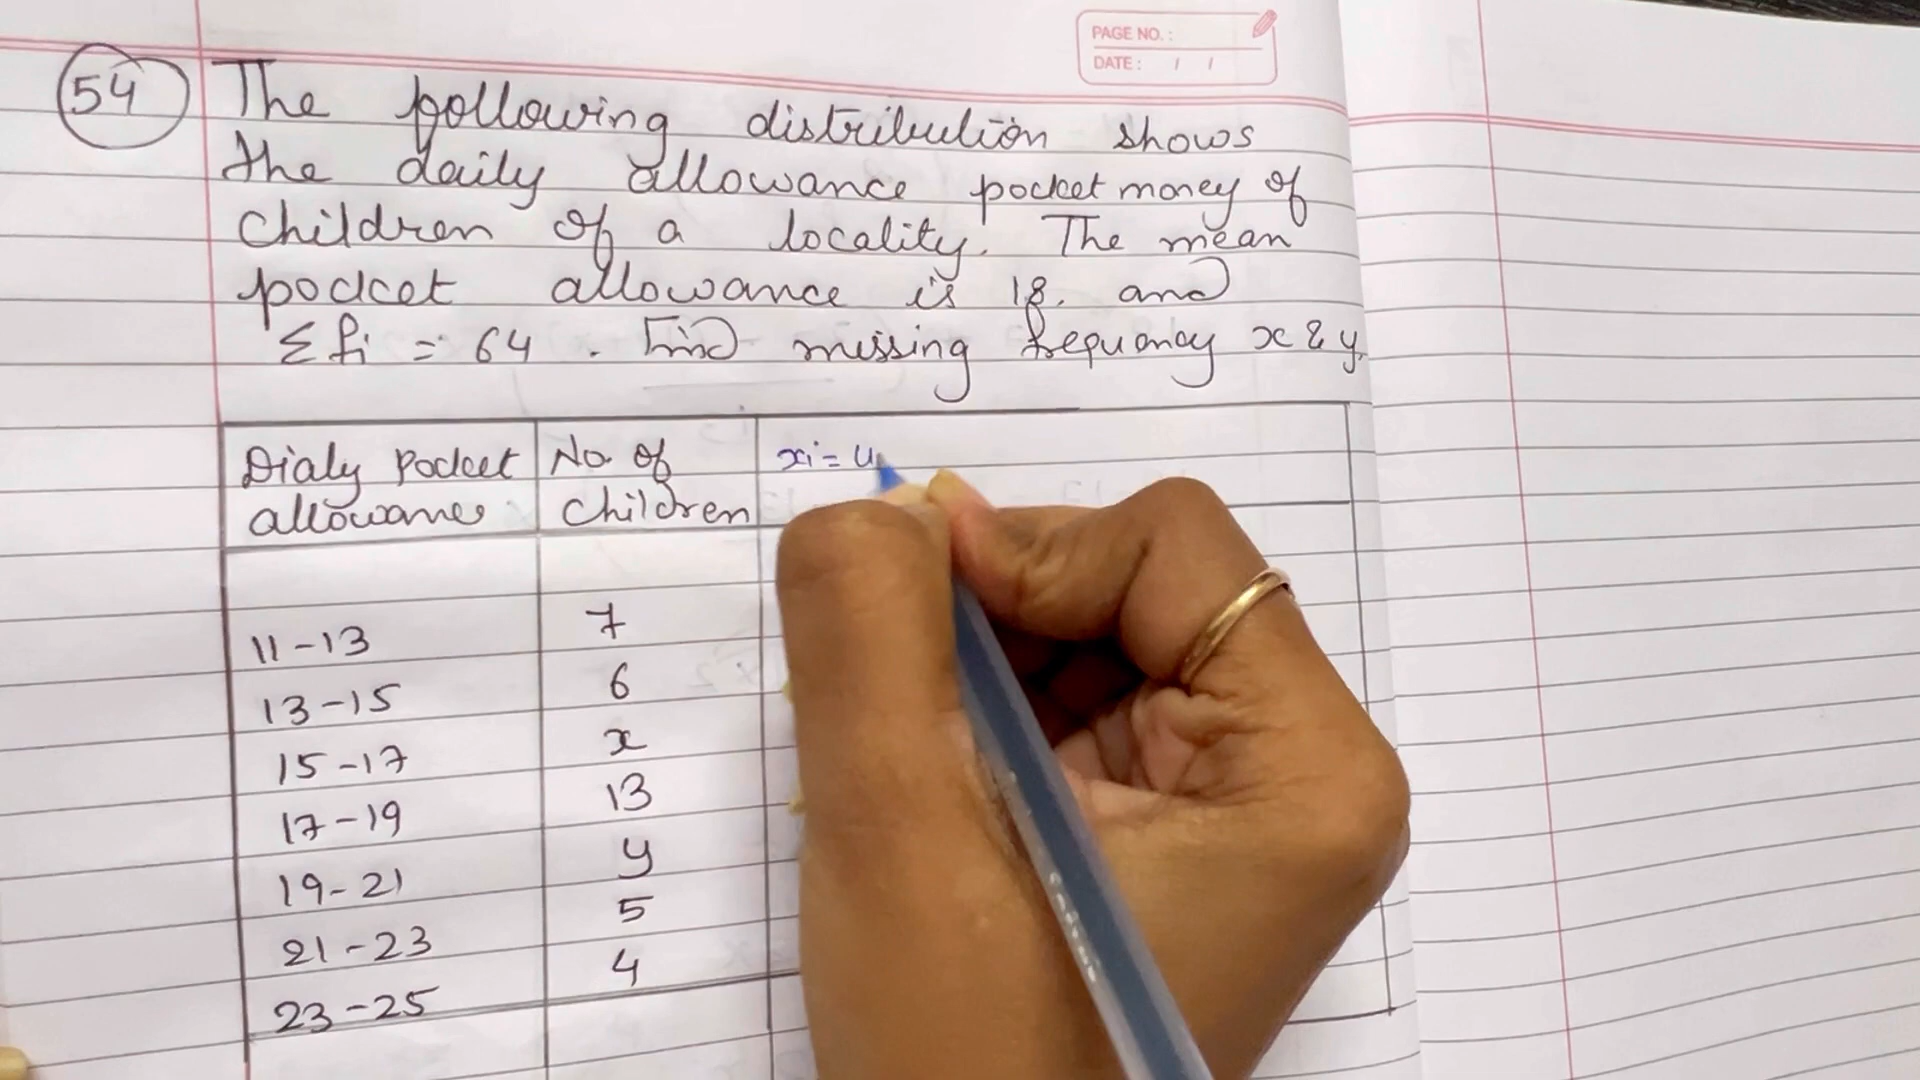 PAGE NO. :
DATE : / /
54 The following distribution shows
the daily allowance pocket money of
children of a locality. The mean
pocket allowance is 18. and
Σfi = 64 . Find missing frequency x & y.
Dialy Pocket No of xi = u
allowance children
11-13 7
13-15 6
15-17 x
17-19 13
19-21 y
21-23 5
23-25 4